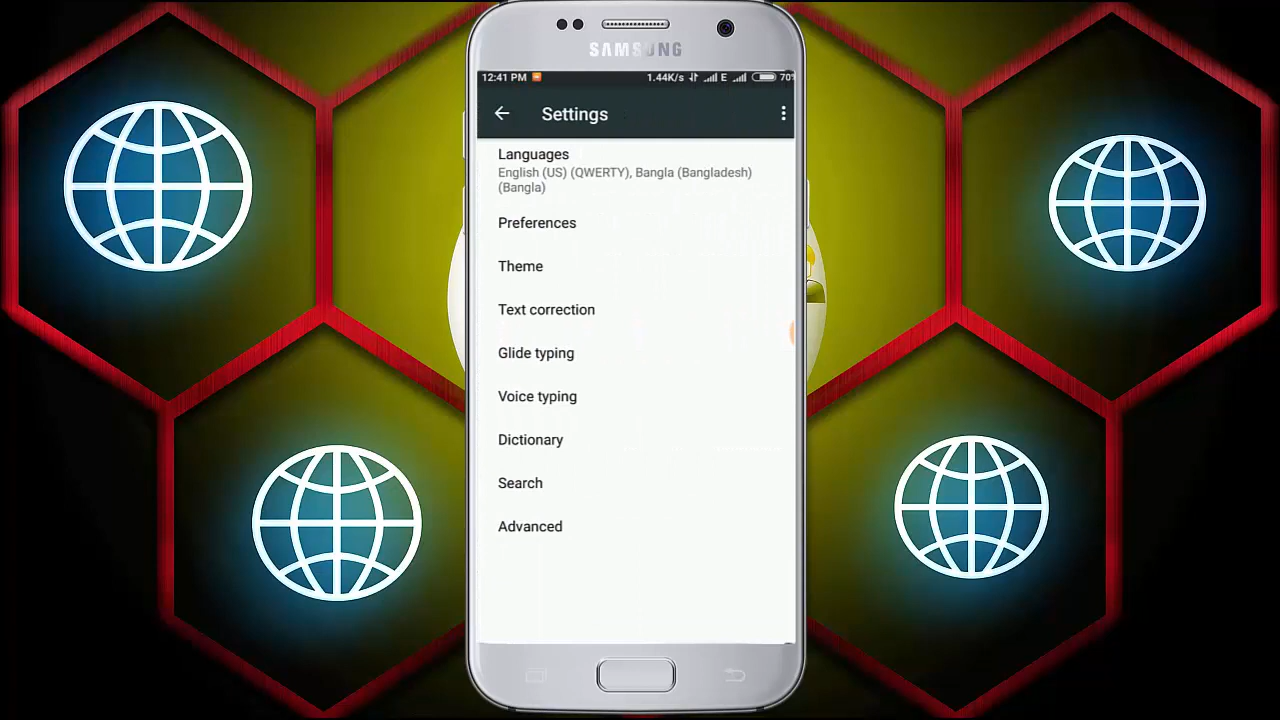 SAMSUNG
12:41 PM 1.44K/s E 70%
Settings
Languages
English (US) (QWERTY), Bangla (Bangladesh)
(Bangla)
Preferences
Theme
Text correction
Glide typing
Voice typing
Dictionary
Search
Advanced